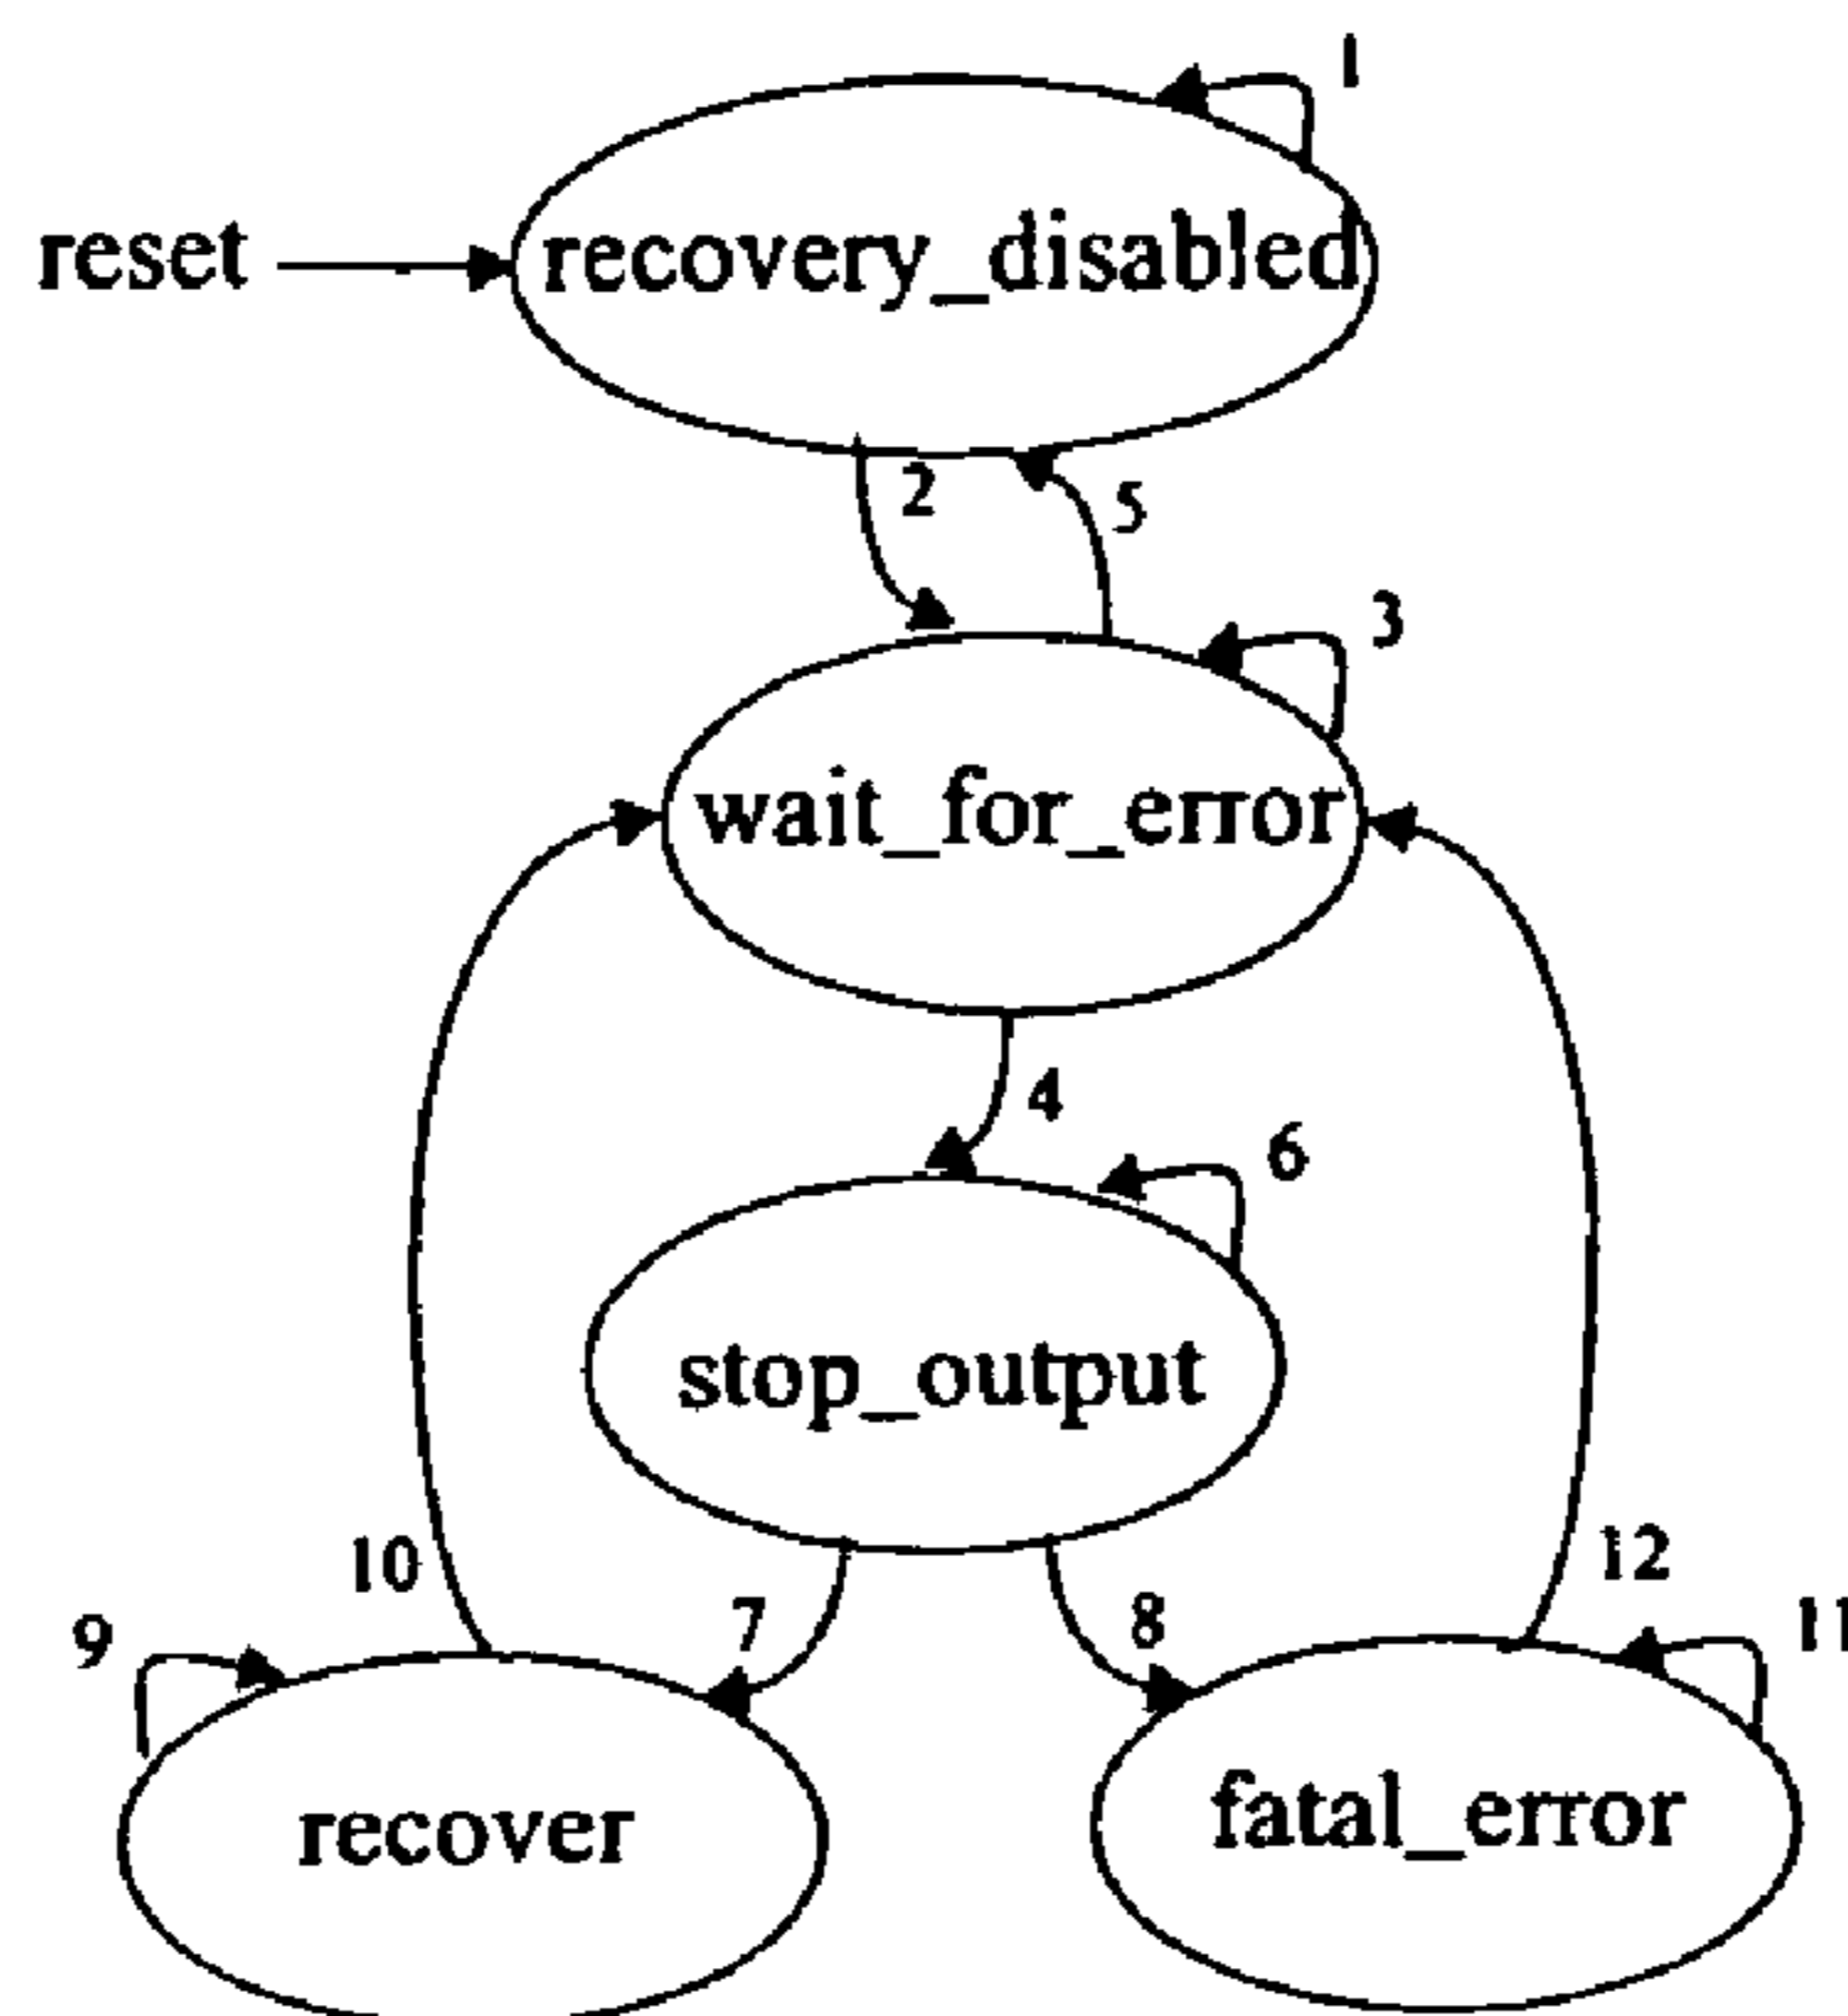 1
reset
recovery_disabled
2
5
3
wait_for_error
4
6
stop_output
10
12
9
7
8
11
recover
fatal_error